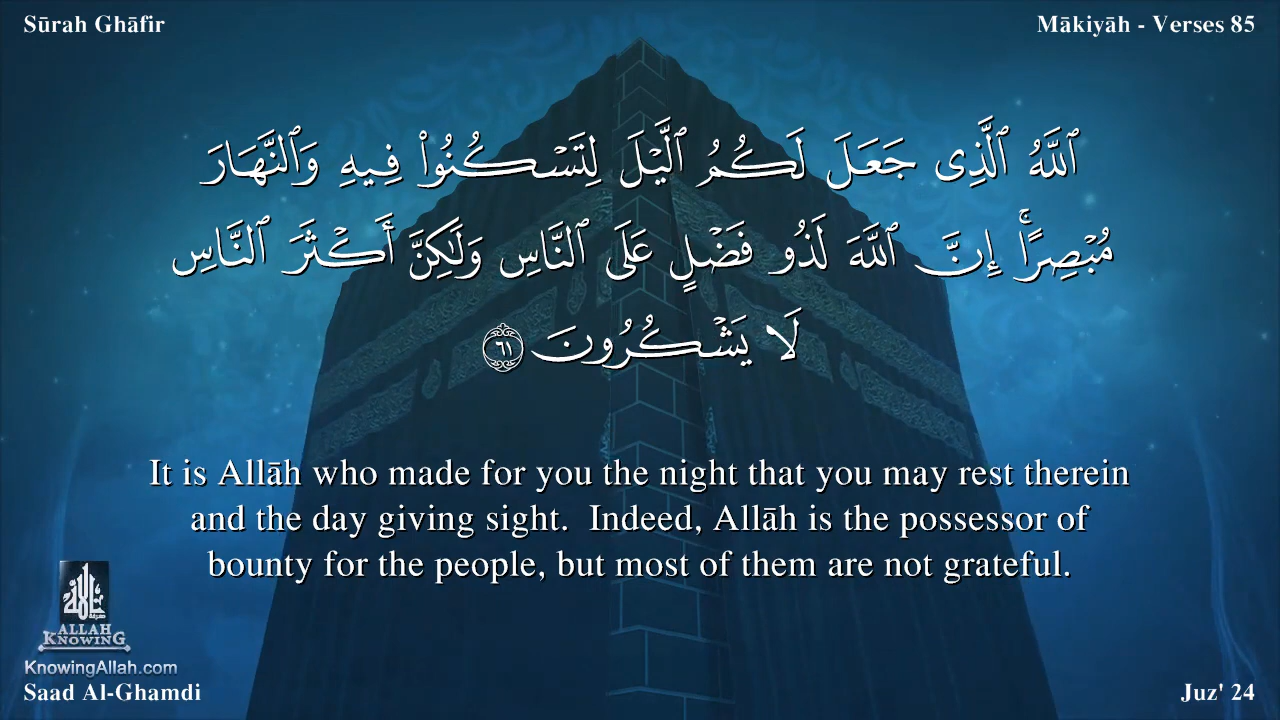 Sūrah Ghāfir
Mākiyāh - Verses 85
ٱللَّهُ ٱلَّذِى جَعَلَ لَكُمُ ٱلَّيْلَ لِتَسْكُنُوا۟ فِيهِ وَٱلنَّهَارَ
مُبْصِرًا ۚ إِنَّ ٱللَّهَ لَذُو فَضْلٍ عَلَى ٱلنَّاسِ وَلَـٰكِنَّ أَكْثَرَ ٱلنَّاسِ
لَا يَشْكُرُونَ ٦١
It is Allāh who made for you the night that you may rest therein
and the day giving sight.  Indeed, Allāh is the possessor of
bounty for the people, but most of them are not grateful.
ALLAH
KNOWING
KnowingAllah.com
Saad Al-Ghamdi
Juz' 24